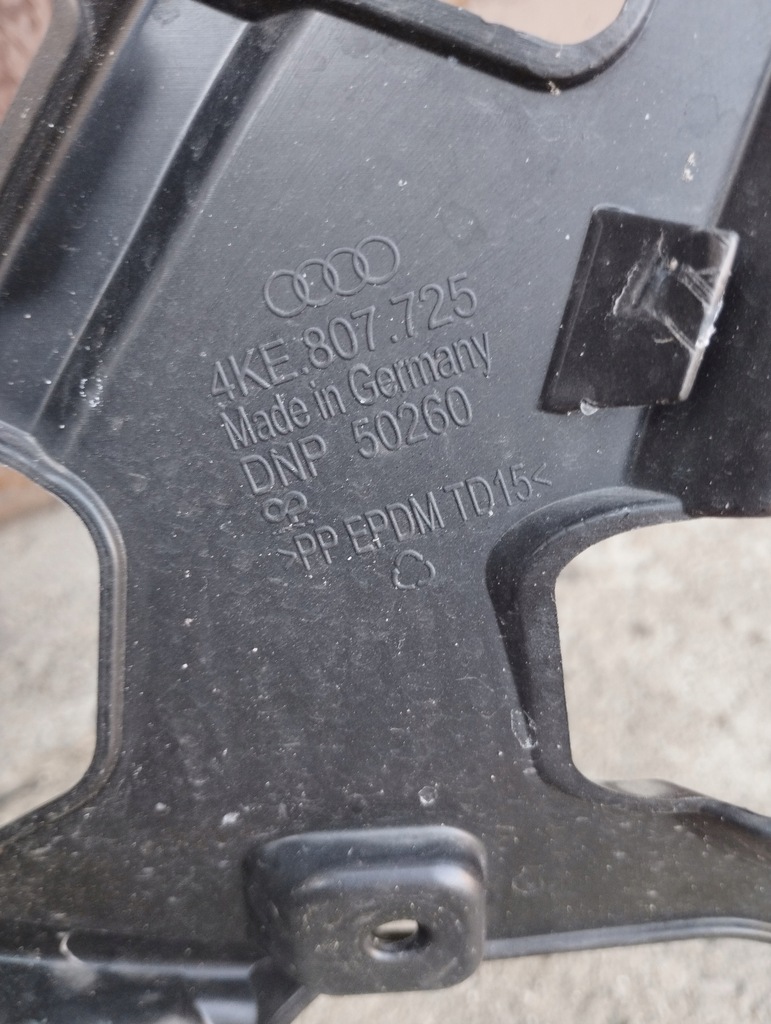 4KE.807.725
Made in Germany
DNP 50260
>PP EPDM TD15<